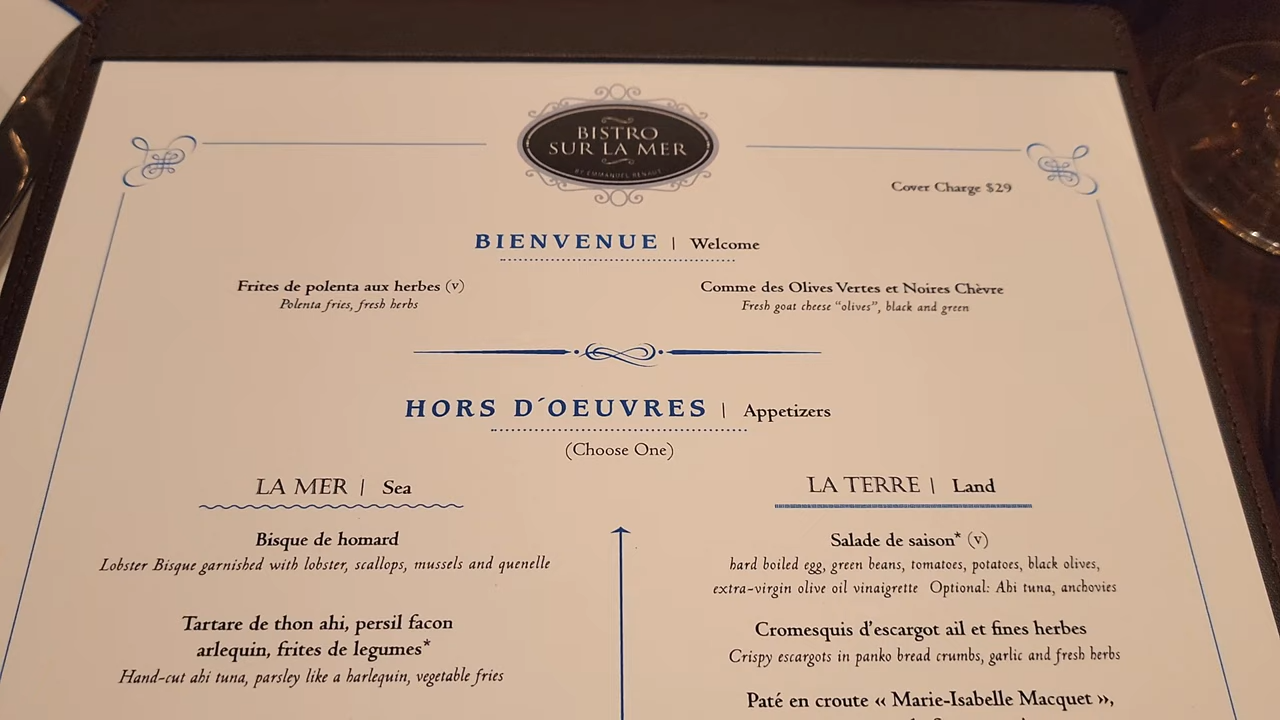 BISTRO
SUR LA MER
BY EMMANUEL RENAUT
Cover Charge $29
BIENVENUE | Welcome
Frites de polenta aux herbes (v)
Polenta fries, fresh herbs
Comme des Olives Vertes et Noires Chèvre
Fresh goat cheese “olives”, black and green
HORS D´OEUVRES | Appetizers
(Choose One)
LA MER | Sea
Bisque de homard
Lobster Bisque garnished with lobster, scallops, mussels and quenelle
Tartare de thon ahi, persil facon
arlequin, frites de legumes*
Hand-cut ahi tuna, parsley like a harlequin, vegetable fries
LA TERRE | Land
Salade de saison* (v)
hard boiled egg, green beans, tomatoes, potatoes, black olives,
extra-virgin olive oil vinaigrette Optional: Ahi tuna, anchovies
Cromesquis d’escargot ail et fines herbes
Crispy escargots in panko bread crumbs, garlic and fresh herbs
Paté en croute « Marie-Isabelle Macquet »,